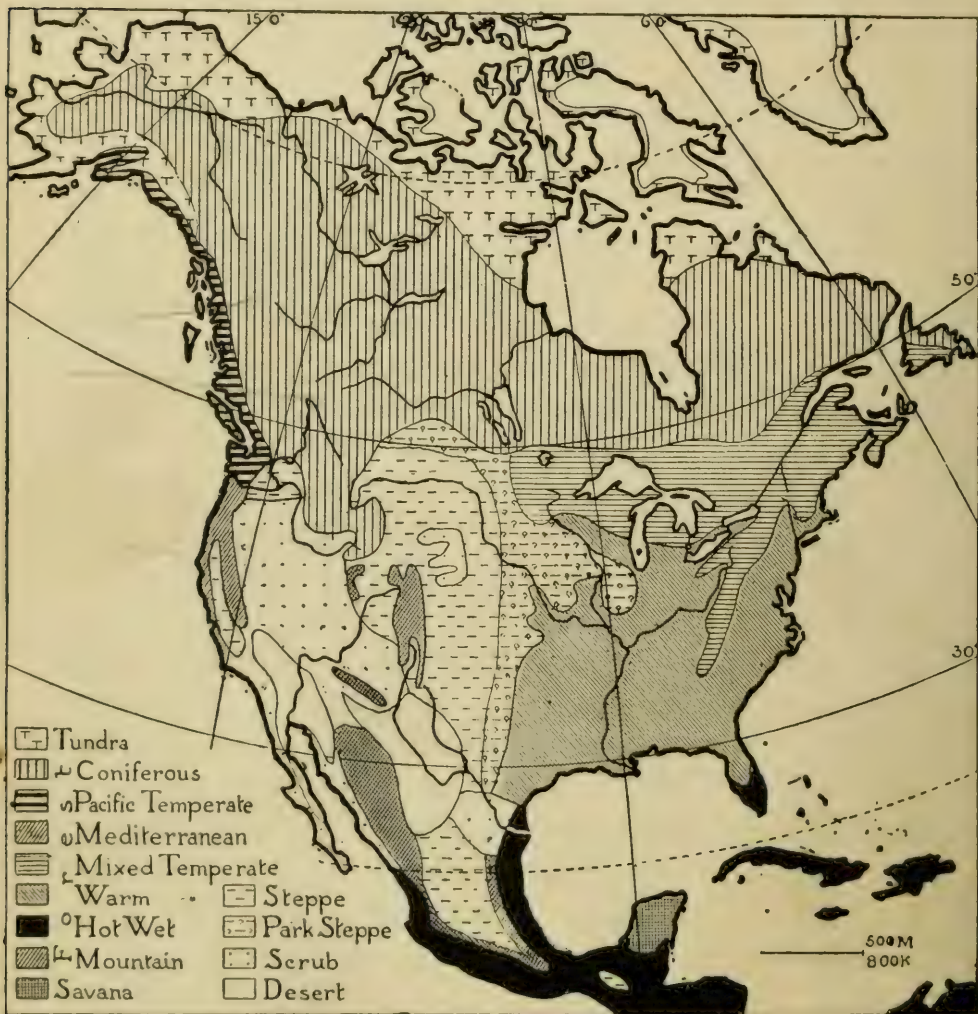 150°
60
50°
30
Tundra
Coniferous
Pacific Temperate
Mediterranean
Mixed Temperate
Warm
Hot Wet
Mountain
Savana
Forest
Steppe
Park Steppe
Scrub
Desert
500M
800K